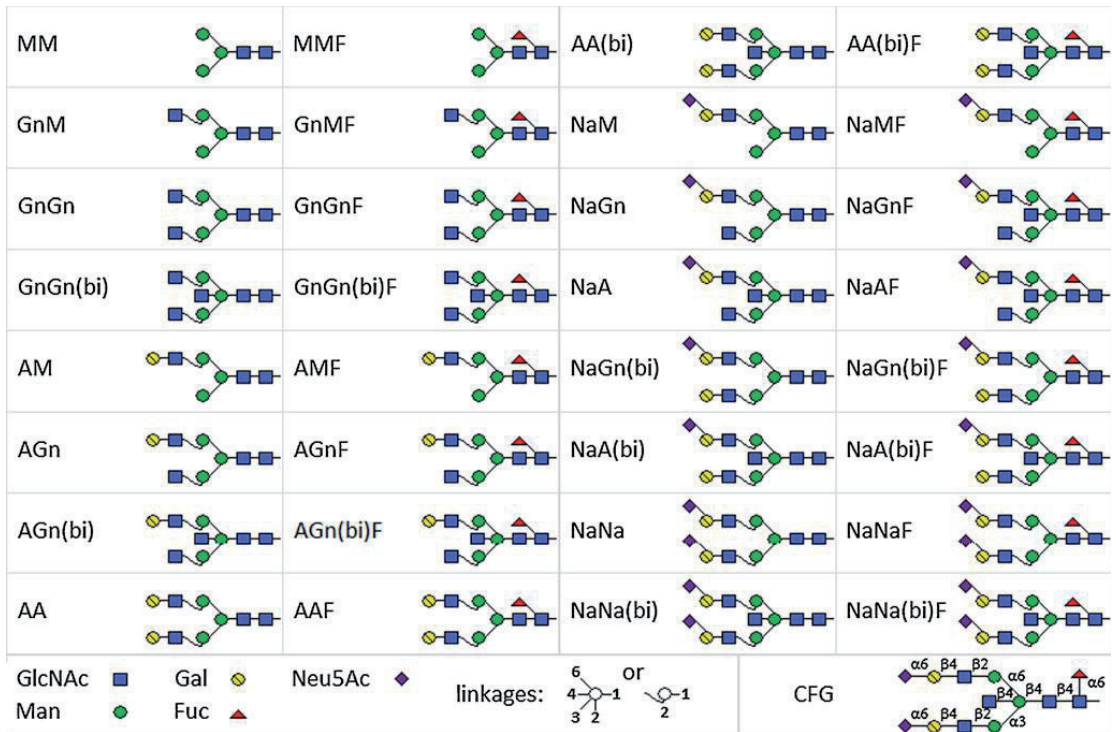 MM MMF AA(bi) AA(bi)F
GnM GnMF NaM NaMF
GnGn GnGnF NaGn NaGnF
GnGn(bi) GnGn(bi)F NaA NaAF
AM AMF NaGn(bi) NaGn(bi)F
AGn AGnF NaA(bi) NaA(bi)F
AGn(bi) AGn(bi)F NaNa NaNaF
AA AAF NaNa(bi) NaNa(bi)F
GlcNAc Gal Neu5Ac
Man Fuc
linkages:
6 or
4 1 1
3 2 2
CFG
α6 β4 β2 α6
β4 β4 β4 α6
α6 β4 β2 α3